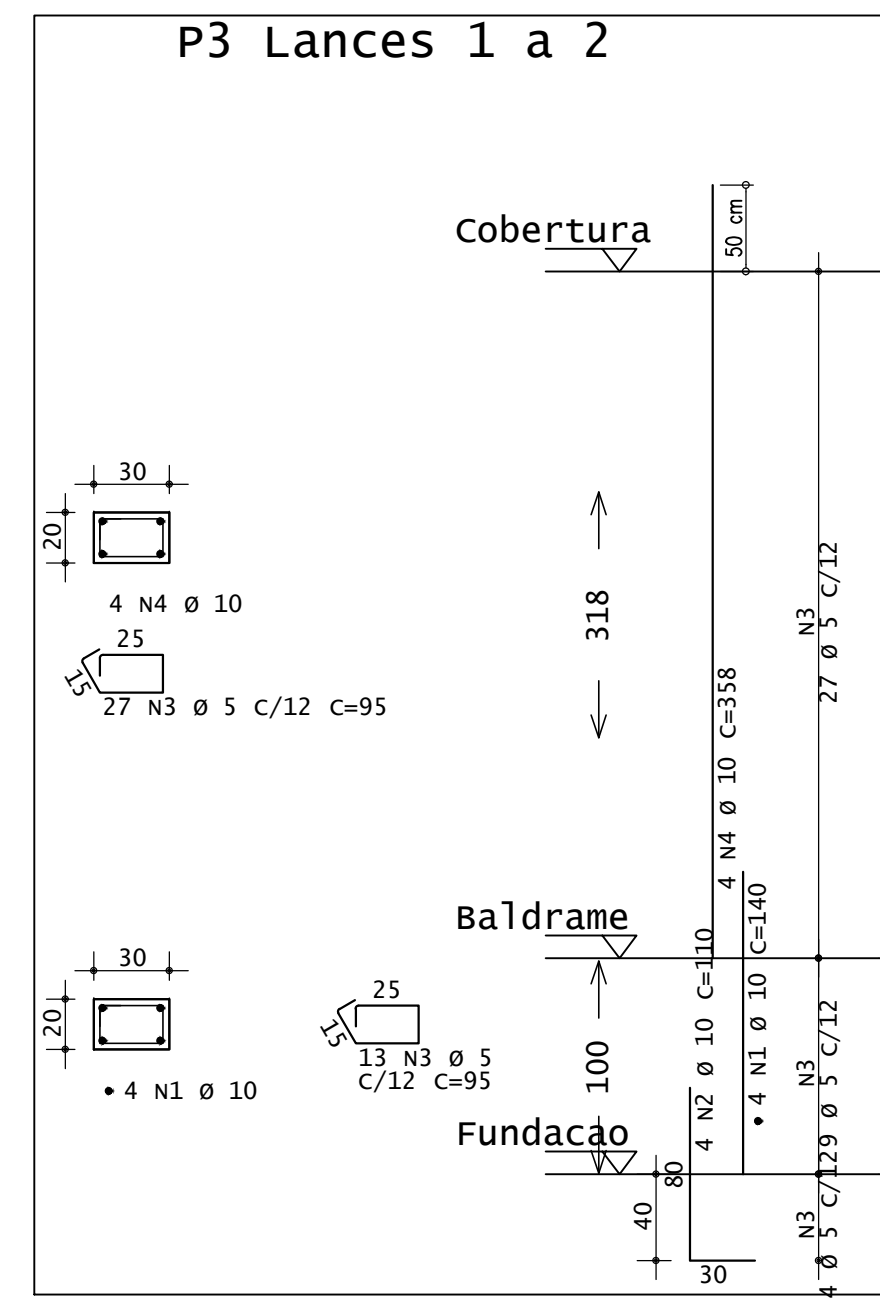 P3 Lances 1 a 2
Cobertura
50 cm
30
20
4 N4 Ø 10
25
15
27 N3 Ø 5 C/12 C=95
318
4 N4 Ø 10 C=358
N3
27 Ø 5 C/12
Baldrame
30
20
• 4 N1 Ø 10
25
15
13 N3 Ø 5
C/12 C=95
100
4 N2 Ø 10 C=110
• 4 N1 Ø 10 C=140
N3
9 Ø 5 C/12
Fundacao
80
40
30
N3
4 Ø 5 C/12